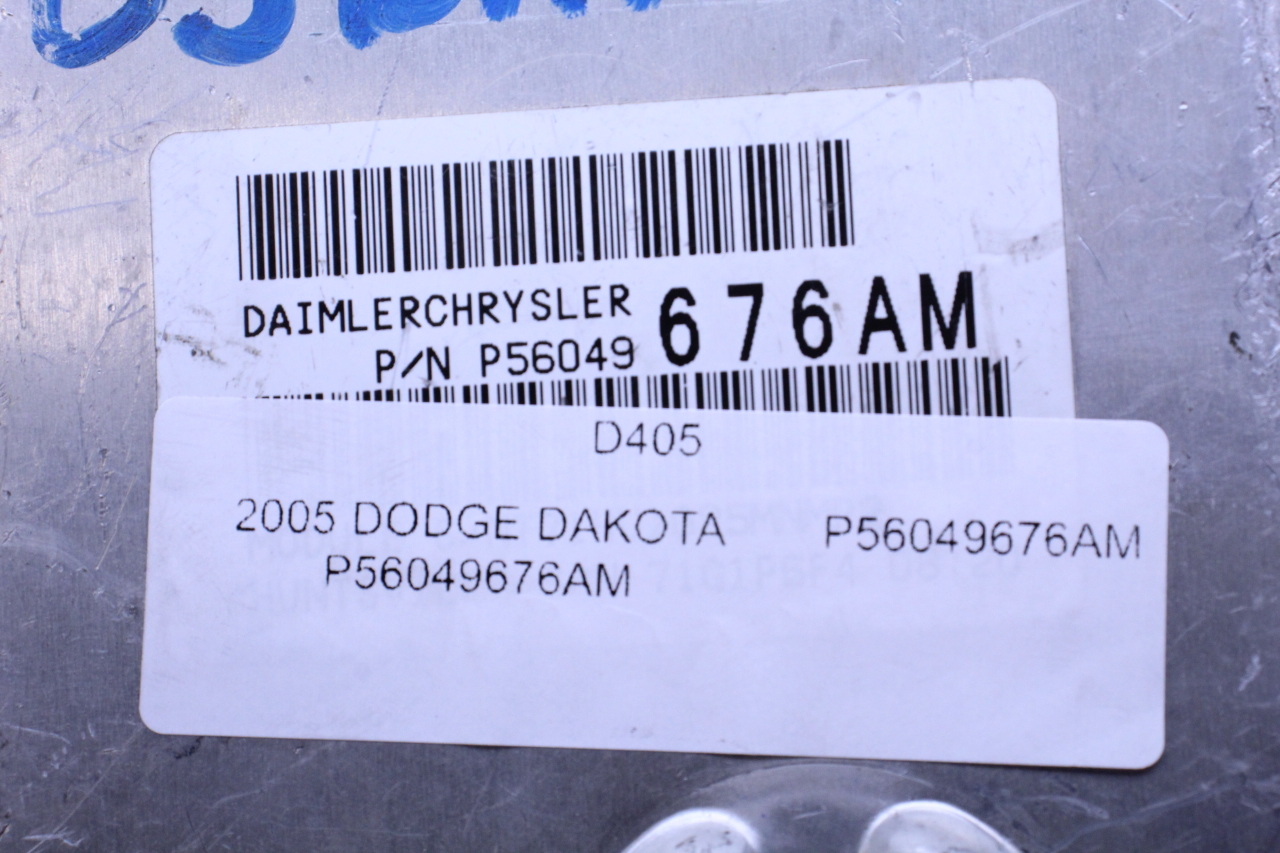 DAIMLERCHRYSLER 676AM
P/N P56049
D405
2005 DODGE DAKOTA P56049676AM
P56049676AM